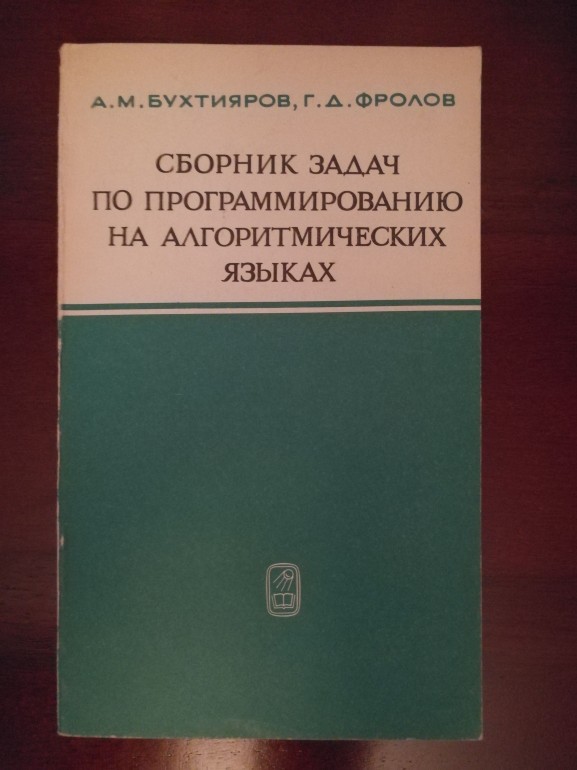 А.М.БУХТИЯРОВ, Г.Д.ФРОЛОВ
СБОРНИК ЗАДАЧ
ПО ПРОГРАММИРОВАНИЮ
НА АЛГОРИТМИЧЕСКИХ
ЯЗЫКАХ